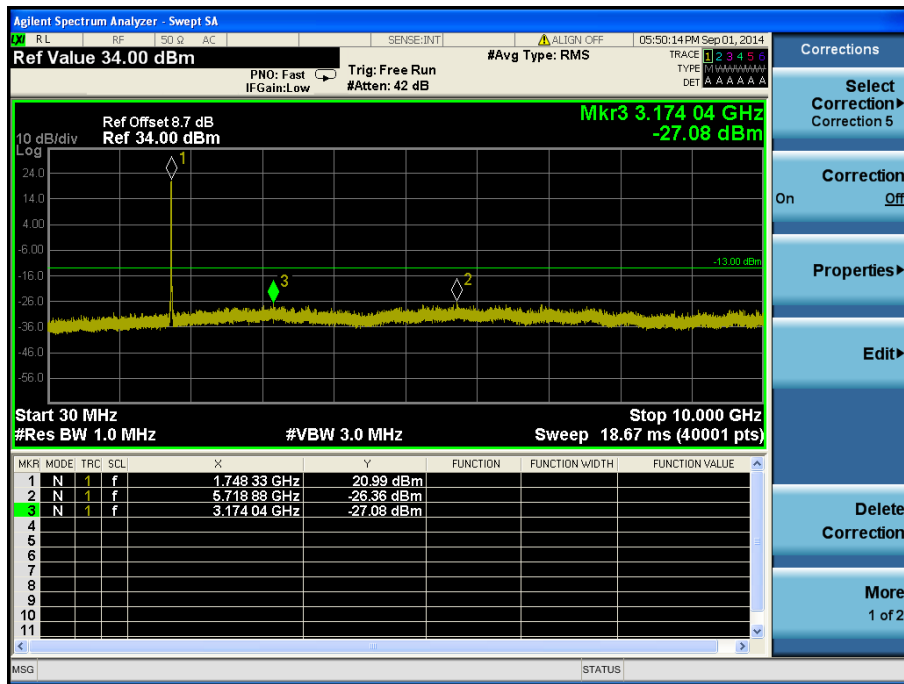 Agilent Spectrum Analyzer - Swept SA
LXI RL RF 50 Ω AC SENSE:INT ALIGN OFF 05:50:14 PM Sep 01, 2014
Ref Value 34.00 dBm
PNO: Fast
IFGain:Low
Trig: Free Run
#Atten: 42 dB
#Avg Type: RMS
TRACE 1 2 3 4 5 6
TYPE M WWWWW
DET A A A A A A
Ref Offset 8.7 dB
10 dB/div Ref 34.00 dBm
Log
Mkr3 3.174 04 GHz
-27.08 dBm
24.0
14.0
4.00
-6.00
-16.0
-26.0
-36.0
-46.0
-56.0
1
2
3
-13.00 dBm
Start 30 MHz Stop 10.000 GHz
#Res BW 1.0 MHz #VBW 3.0 MHz Sweep 18.67 ms (40001 pts)
MKR MODE TRC SCL X Y FUNCTION FUNCTION WIDTH FUNCTION VALUE
1 N 1 f 1.748 33 GHz 20.99 dBm
2 N 1 f 5.718 88 GHz -26.36 dBm
3 N 1 f 3.174 04 GHz -27.08 dBm
4
5
6
7
8
9
10
11
MSG STATUS
Corrections
Select
Correction
Correction 5
Correction
On Off
Properties
Edit
Delete
Correction
More
1 of 2